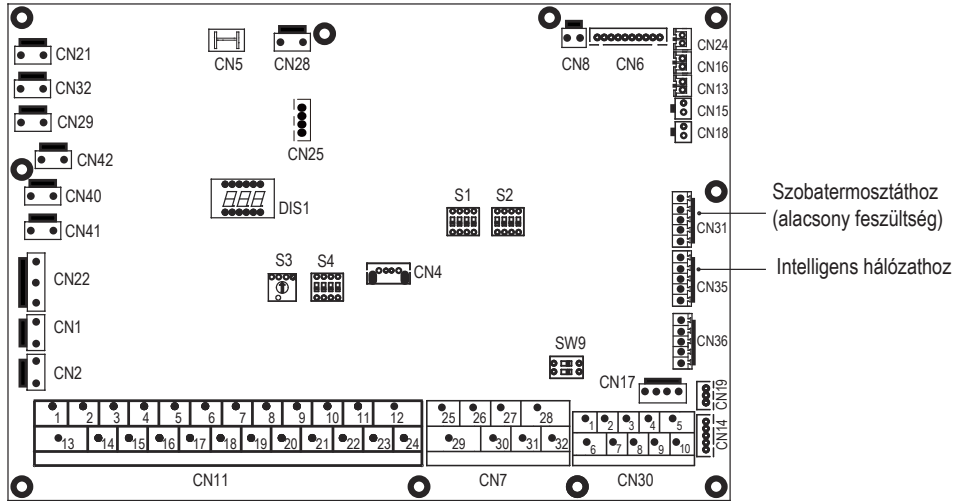 CN21
CN32
CN29
CN42
CN40
CN41
CN22
CN1
CN2
CN5
CN28
CN25
DIS1
S1 S2
S3 S4
CN4
CN8 CN6
CN24
CN16
CN13
CN15
CN18
CN31
CN35
CN36
Szobatermosztáthoz
(alacsony feszültség)
Intelligens hálózathoz
SW9
CN17
CN19
CN14
1 2 3 4 5 6 7 8 9 10 11 12
13 14 15 16 17 18 19 20 21 22 23 24
CN11
25 26 27 28
29 30 31 32
CN7
1 2 3 4 5
6 7 8 9 10
CN30